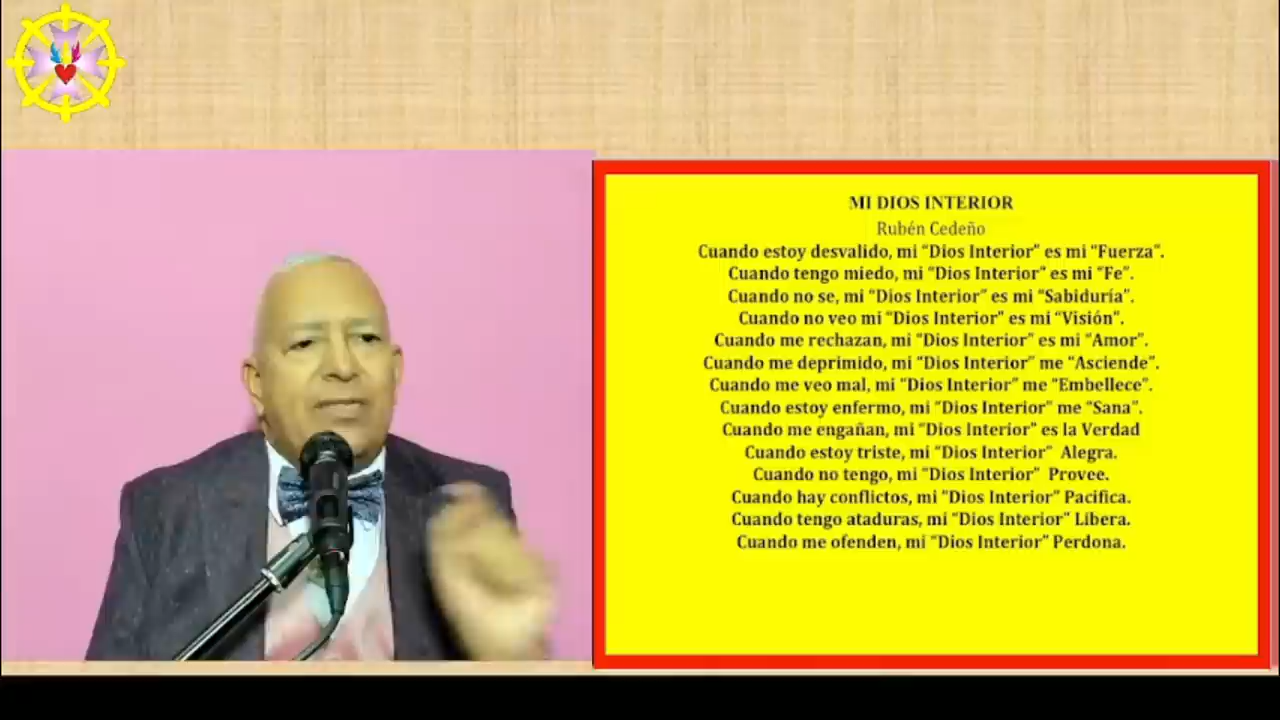 MI DIOS INTERIOR
Rubén Cedeño
Cuando estoy desvalido, mi “Dios Interior” es mi “Fuerza”.
Cuando tengo miedo, mi “Dios Interior” es mi “Fe”.
Cuando no se, mi “Dios Interior” es mi “Sabiduría”.
Cuando no veo mi “Dios Interior” es mi “Visión”.
Cuando me rechazan, mi “Dios Interior” es mi “Amor”.
Cuando me deprimido, mi “Dios Interior” me “Asciende”.
Cuando me veo mal, mi “Dios Interior” me “Embellece”.
Cuando estoy enfermo, mi “Dios Interior” me “Sana”.
Cuando me engañan, mi “Dios Interior” es la Verdad
Cuando estoy triste, mi “Dios Interior” Alegra.
Cuando no tengo, mi “Dios Interior” Provee.
Cuando hay conflictos, mi “Dios Interior” Pacifica.
Cuando tengo ataduras, mi “Dios Interior” Libera.
Cuando me ofenden, mi “Dios Interior” Perdona.